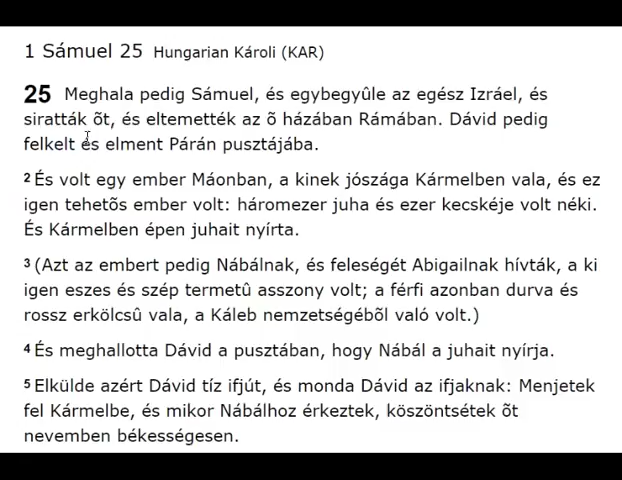 1 Sámuel 25 Hungarian Károli (KAR)
25 Meghala pedig Sámuel, és egybegyûle az egész Izráel, és
siratták õt, és eltemették az õ házában Rámában. Dávid pedig
felkelt és elment Párán pusztájába.
2 És volt egy ember Máonban, a kinek jószága Kármelben vala, és ez
igen tehetõs ember volt: háromezer juha és ezer kecskéje volt néki.
És Kármelben épen juhait nyírta.
3 (Azt az embert pedig Nábálnak, és feleségét Abigailnak hívták, a ki
igen eszes és szép termetû asszony volt; a férfi azonban durva és
rossz erkölcsû vala, a Káleb nemzetségébõl való volt.)
4 És meghallotta Dávid a pusztában, hogy Nábál a juhait nyírja.
5 Elkülde azért Dávid tíz ifjút, és monda Dávid az ifjaknak: Menjetek
fel Kármelbe, és mikor Nábálhoz érkeztek, köszöntsétek õt
nevemben békességesen.